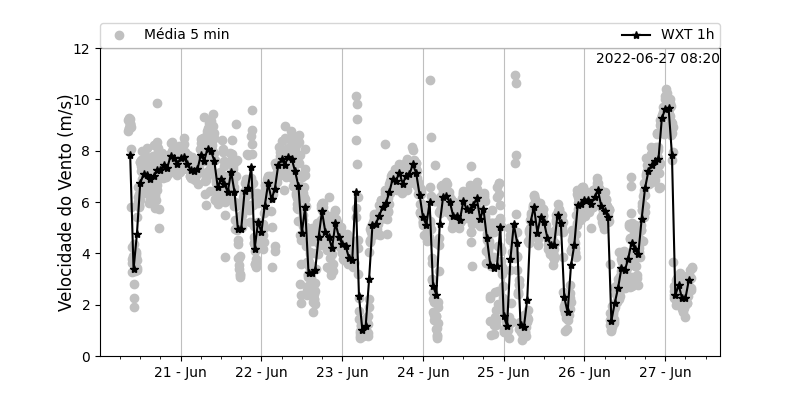 Média 5 min
WXT 1h
2022-06-27 08:20
Velocidade do Vento (m/s)
12
10
8
6
4
2
0
21 - Jun
22 - Jun
23 - Jun
24 - Jun
25 - Jun
26 - Jun
27 - Jun